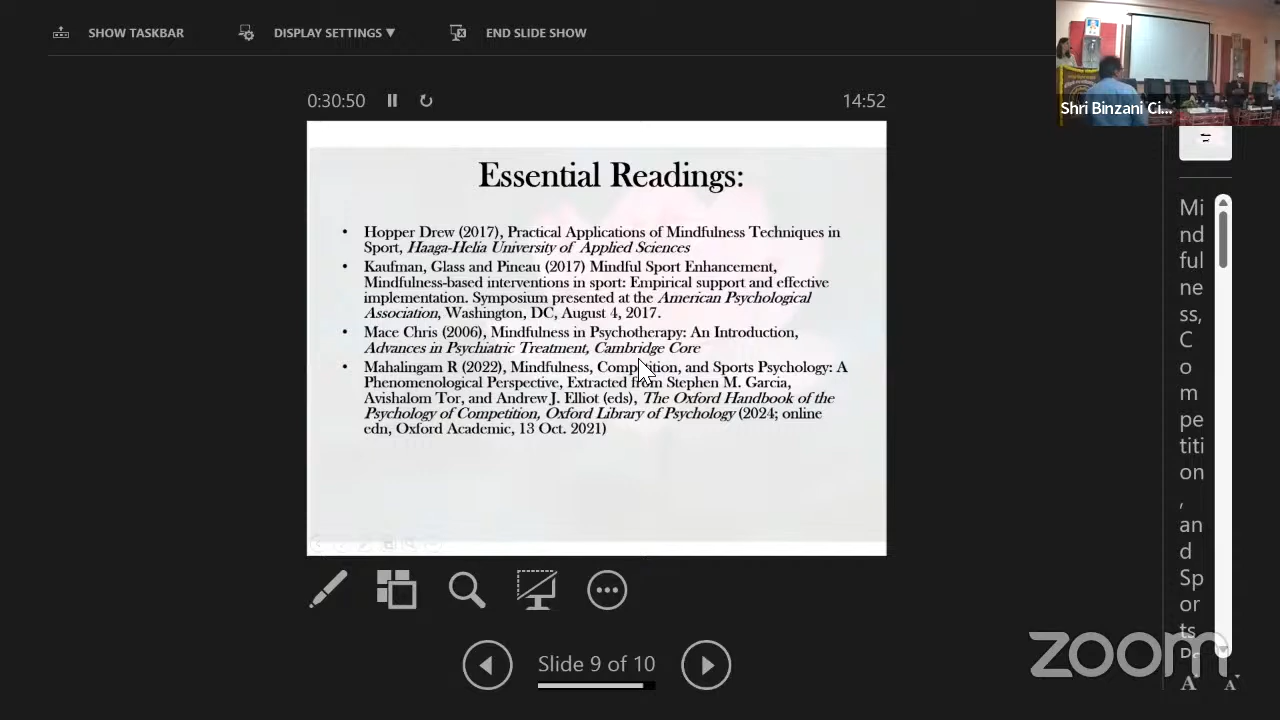 SHOW TASKBAR
DISPLAY SETTINGS ▼
END SLIDE SHOW
Shri Binzani Ci...
0:30:50
14:52
Essential Readings:
• Hopper Drew (2017), Practical Applications of Mindfulness Techniques in
Sport, Haaga-Helia University of Applied Sciences
• Kaufman, Glass and Pineau (2017) Mindful Sport Enhancement,
Mindfulness-based interventions in sport: Empirical support and effective
implementation. Symposium presented at the American Psychological
Association, Washington, DC, August 4, 2017.
• Mace Chris (2006), Mindfulness in Psychotherapy: An Introduction,
Advances in Psychiatric Treatment, Cambridge Core
• Mahalingam R (2022), Mindfulness, Competition, and Sports Psychology: A
Phenomenological Perspective, Extracted from Stephen M. Garcia,
Avishalom Tor, and Andrew J. Elliot (eds), The Oxford Handbook of the
Psychology of Competition, Oxford Library of Psychology (2024; online
edn, Oxford Academic, 13 Oct. 2021)
Mi
nd
ful
ne
ss,
C
o
m
pe
titi
on
,
an
d
Sp
or
ts
Ps
Slide 9 of 10
zoom
A A